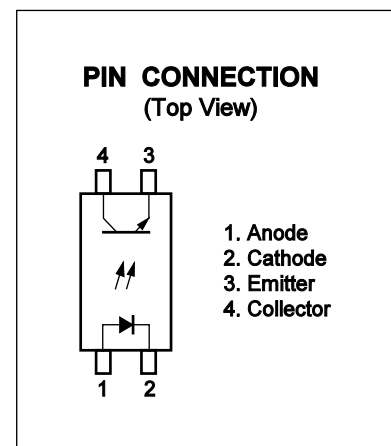 PIN CONNECTION
(Top View)
4 3
1. Anode
2. Cathode
3. Emitter
4. Collector
1 2